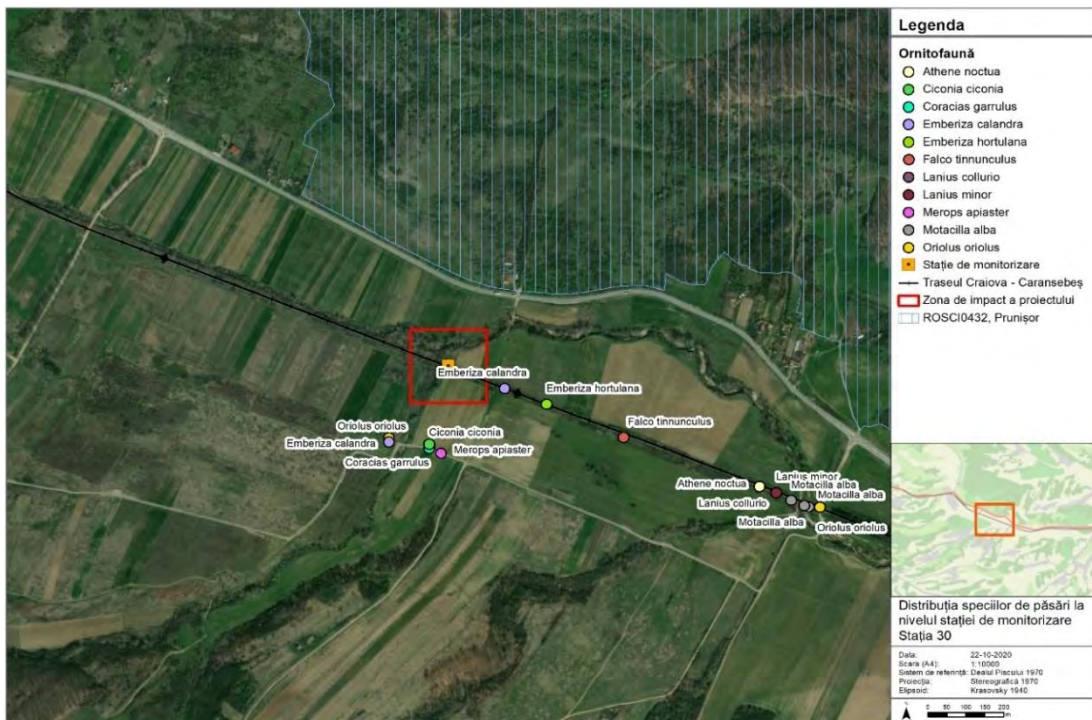 Legenda
Ornitofaună
Athene noctua
Ciconia ciconia
Coracias garrulus
Emberiza calandra
Emberiza hortulana
Falco tinnunculus
Lanius collurio
Lanius minor
Merops apiaster
Motacilla alba
Oriolus oriolus
Stație de monitorizare
Traseul Craiova - Caransebeș
Zona de impact a proiectului
ROSCI0432, Prunișor
Emberiza calandra
Emberiza hortulana
Falco tinnunculus
Oriolus oriolus
Ciconia ciconia
Emberiza calandra
Merops apiaster
Coracias garrulus
Lanius minor
Athene noctua
Motacilla alba
Lanius collurio
Motacilla alba
Motacilla alba
Oriolus oriolus
Distribuția speciilor de păsări la
nivelul stației de monitorizare
Stația 30
Data: 22-10-2020
Scara (A4): 1:10000
Sistem de referință: Dealul Piscului 1970
Proiecția: Stereografică 1970
Elipsoid: Krasovsky 1940
0 50 100 150 200
m